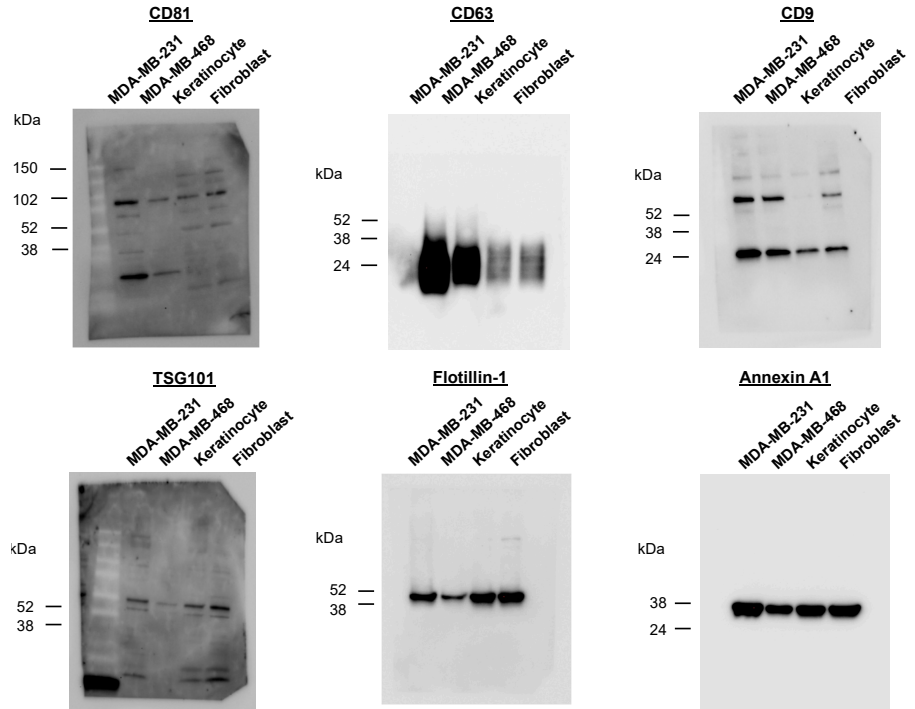 CD81
MDA-MB-231
MDA-MB-468
Keratinocyte
Fibroblast
kDa
150
102
52
38
CD63
MDA-MB-231
MDA-MB-468
Keratinocyte
Fibroblast
kDa
52
38
24
CD9
MDA-MB-231
MDA-MB-468
Keratinocyte
Fibroblast
kDa
52
38
24
TSG101
MDA-MB-231
MDA-MB-468
Keratinocyte
Fibroblast
kDa
52
38
Flotillin-1
MDA-MB-231
MDA-MB-468
Keratinocyte
Fibroblast
kDa
52
38
Annexin A1
MDA-MB-231
MDA-MB-468
Keratinocyte
Fibroblast
kDa
38
24